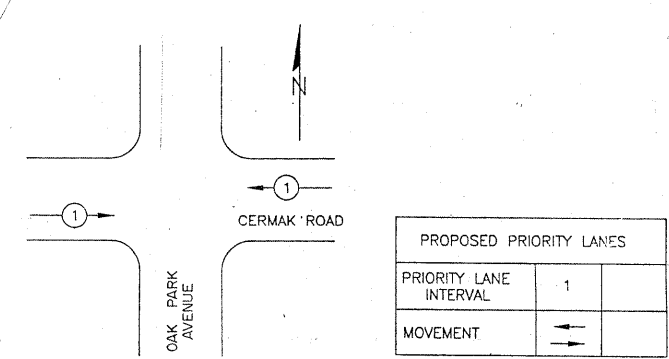 N
1
1
CERMAK ROAD
OAK PARK
AVENUE
PROPOSED PRIORITY LANES
PRIORITY LANE
INTERVAL
1
MOVEMENT